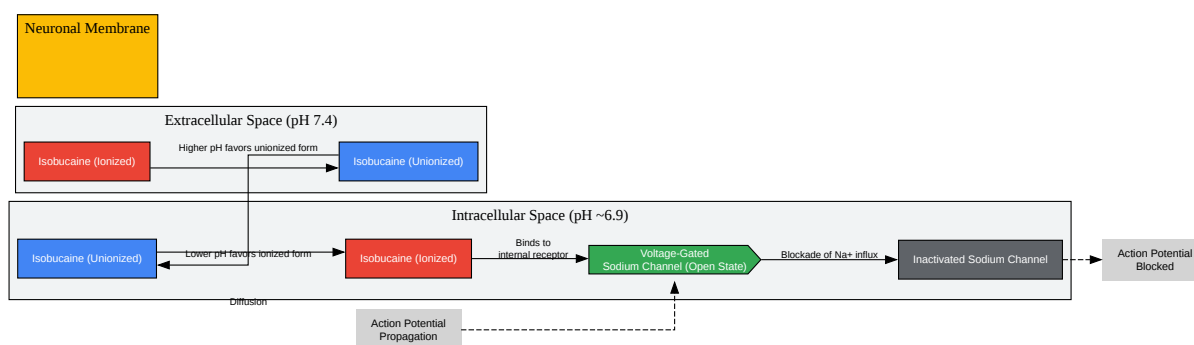 Neuronal Membrane
Extracellular Space (pH 7.4)
Isobucaine (Ionized)
Higher pH favors unionized form
Isobucaine (Unionized)
Intracellular Space (pH ~6.9)
Isobucaine (Unionized)
Lower pH favors ionized form
Isobucaine (Ionized)
Binds to
internal receptor
Voltage-Gated
Sodium Channel (Open State)
Blockade of Na+ influx
Inactivated Sodium Channel
Action Potential
Blocked
Diffusion
Action Potential
Propagation